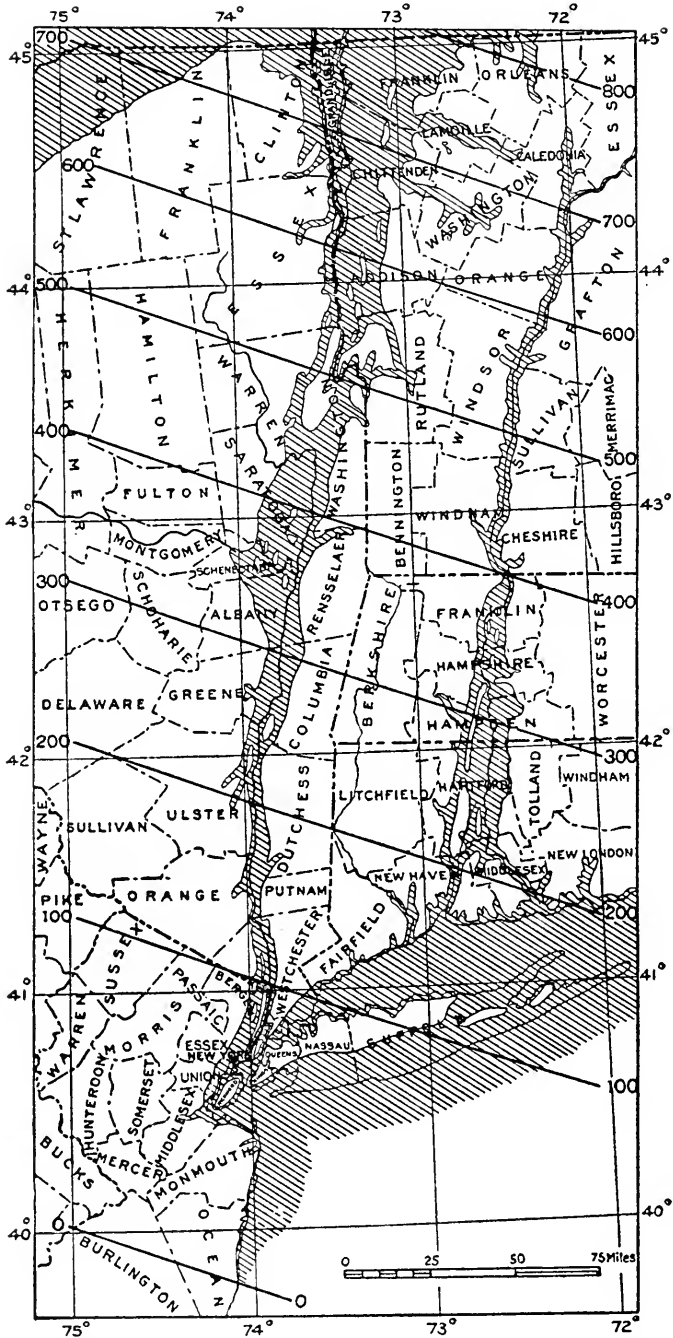 75° 74° 73° 72°
700
45° 45°
FRANKLIN ORLEANS
ESSEX
800
CLINTON
GRAND ISLE
ST LAWRENCE
FRANKLIN
LAMOILLE
CALEDONIA
600
CHITTENDEN
WASHINGTON
700
ESSEX
ADDISON ORANGE
44° 44°
500
GRAFTON
600
HERKIMER
HAMILTON
WARREN
RUTLAND
WINDSOR
SULLIVAN
MERRIMAC
400
WASHINGTON
SARATOGA
500
FULTON
BENNINGTON
HILLSBORO
43° 43°
WINDHAM
CHESHIRE
MONTGOMERY
SCHENECTADY
300
400
OTSEGO
SCHOHARIE
ALBANY
RENSSELAER
FRANKLIN
WORCESTER
BERKSHIRE
HAMPSHIRE
DELAWARE
GREENE
COLUMBIA
HAMPDEN
200
42° 42°
300
LITCHFIELD
HARTFORD
TOLLAND
WINDHAM
WAYNE
SULLIVAN
ULSTER
DUTCHESS
NEW LONDON
NEW HAVEN
MIDDLESEX
PIKE
ORANGE
PUTNAM
100
200
SUSSEX
WESTCHESTER
FAIRFIELD
41° 41°
PASSAIC
BERGEN
WARREN
MORRIS
ESSEX
NEW YORK
QUEENS
NASSAU
SUFFOLK
UNION
100
HUNTERDON
SOMERSET
MIDDLESEX
BUCKS
MERCER
MONMOUTH
40° 40°
0
BURLINGTON
OCEAN
0 25 50 75 Miles
0
75° 74° 73° 72°